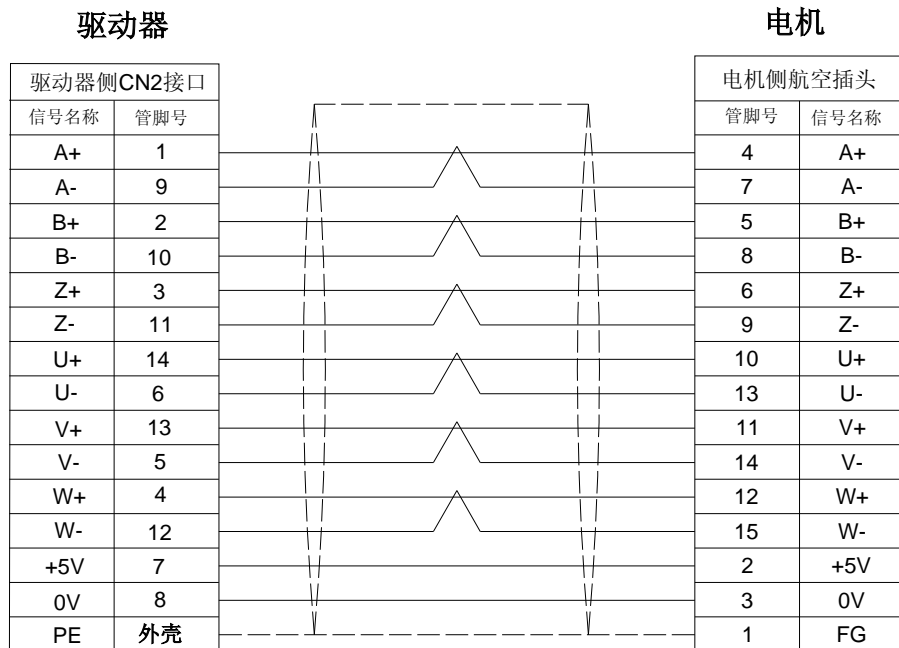 驱动器 电机
驱动器侧CN2接口 电机侧航空插头
信号名称 管脚号 管脚号 信号名称
A+ 1 4 A+
A- 9 7 A-
B+ 2 5 B+
B- 10 8 B-
Z+ 3 6 Z+
Z- 11 9 Z-
U+ 14 10 U+
U- 6 13 U-
V+ 13 11 V+
V- 5 14 V-
W+ 4 12 W+
W- 12 15 W-
+5V 7 2 +5V
0V 8 3 0V
PE 外壳 1 FG